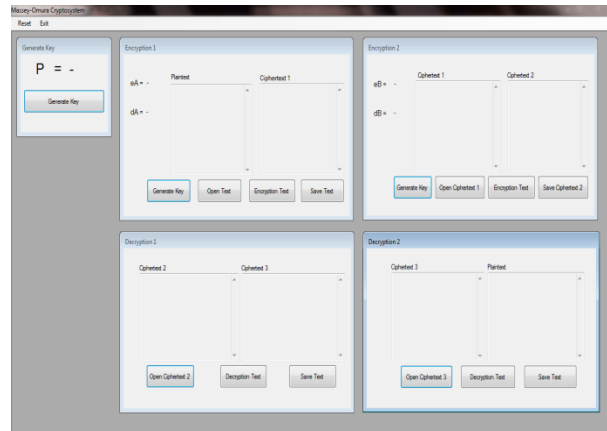 Massey-Omura Cryptosystem
Reset Exit
Generate Key
P = -
Generate Key
Encryption 1
eA = -
dA = -
Plaintext
Ciphertext 1
Generate Key
Open Text
Encryption Text
Save Text
Encryption 2
eB = -
dB = -
Ciphertext 1
Ciphertext 2
Generate Key
Open Ciphertext 1
Encryption Text
Save Ciphertext 2
Decryption 1
Ciphertext 2
Ciphertext 3
Open Ciphertext 2
Decryption Text
Save Text
Decryption 2
Ciphertext 3
Plaintext
Open Ciphertext 3
Decryption Text
Save Text